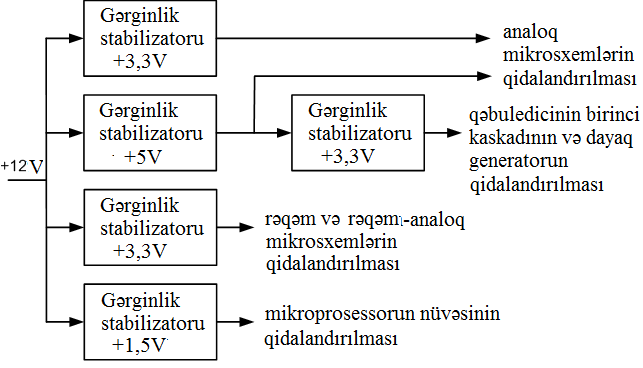 Gərginlik
stabilizatoru
+3,3V
analoq
mikrosxemlərin
qidalandırılması
Gərginlik
stabilizatoru
+5V
Gərginlik
stabilizatoru
+3,3V
qəbuledicinin birinci
kaskadının və dayaq
generatorun
qidalandırılması
+12V
Gərginlik
stabilizatoru
+3,3V
rəqəm və rəqəm-analoq
mikrosxemlərin
qidalandırılması
Gərginlik
stabilizatoru
+1,5V
mikroprosessorun nüvəsinin
qidalandırılması